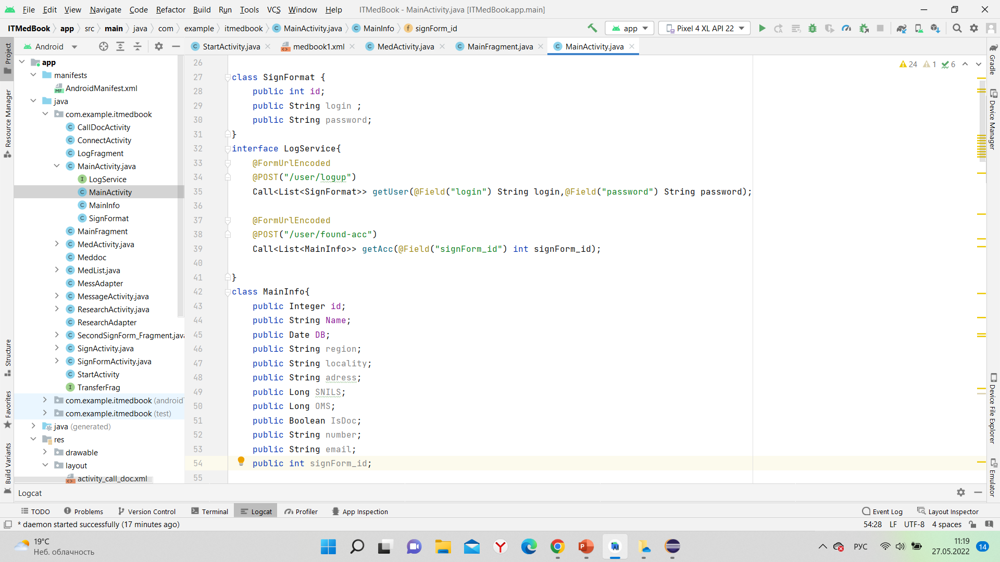 File Edit View Navigate Code Refactor Build Run Tools VCS Window Help ITMedBook - MainActivity.java [ITMedBook.app.main]
ITMedBook app src main java com example itmedbook MainActivity.java MainInfo signForm_id app Pixel 4 XL API 22
Android StartActivity.java medbook1.xml MedActivity.java MainFragment.java MainActivity.java
24 1 6
Project
Resource Manager
Structure
Favorites
Build Variants
app
manifests
AndroidManifest.xml
java
com.example.itmedbook
CallDocActivity
ConnectActivity
LogFragment
MainActivity.java
LogService
MainActivity
MainInfo
SignFormat
MainFragment
MedActivity.java
Meddoc
MedList.java
MessAdapter
MessageActivity.java
ResearchActivity.java
ResearchAdapter
SecondSignForm_Fragment.java
SignActivity.java
SignFormActivity.java
StartActivity
TransferFrag
com.example.itmedbook (android
com.example.itmedbook (test)
java (generated)
res
drawable
layout
activity_call_doc.xml
26
27 class SignFormat {
28 public int id;
29 public String login ;
30 public String password;
31 }
32 interface LogService{
33 @FormUrlEncoded
34 @POST("/user/logup")
35 Call<List<SignFormat>> getUser(@Field("login") String login,@Field("password") String password);
36
37 @FormUrlEncoded
38 @POST("/user/found-acc")
39 Call<List<MainInfo>> getAcc(@Field("signForm_id") int signForm_id);
40
41 }
42 class MainInfo{
43 public Integer id;
44 public String Name;
45 public Date DB;
46 public String region;
47 public String locality;
48 public String adress;
49 public Long SNILS;
50 public Long OMS;
51 public Boolean IsDoc;
52 public String number;
53 public String email;
54 public int signForm_id;
55
Gradle
Device Manager
Device File Explorer
Emulator
Logcat
TODO Problems Version Control Terminal Logcat Profiler App Inspection Event Log Layout Inspector
* daemon started successfully (17 minutes ago) 54:28 LF UTF-8 4 spaces
19°C
Неб. облачность
РУС
11:19
27.05.2022
14